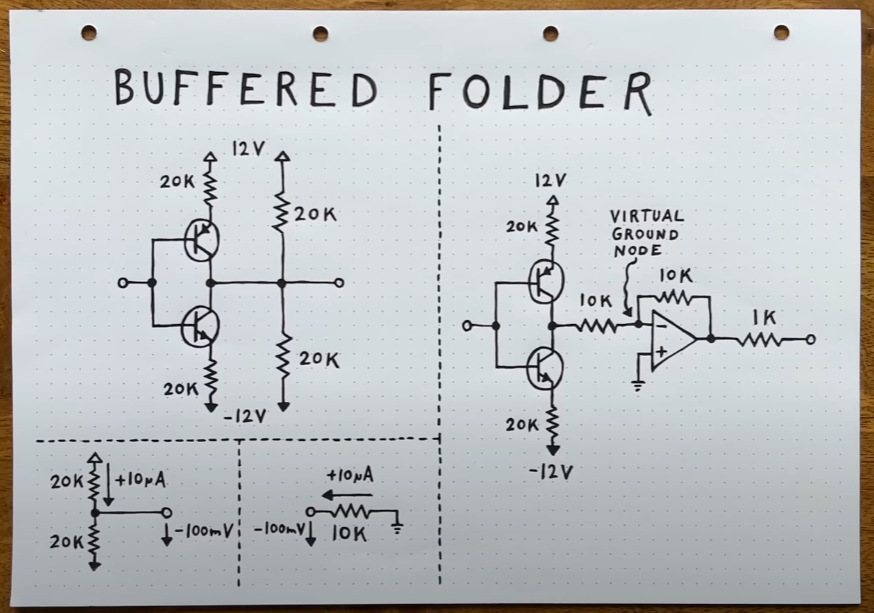 BUFFERED FOLDER
12V
20K
20K
20K
20K
-12V
20K
+10µA
20K
-100mV
+10µA
-100mV
10K
12V
20K
VIRTUAL
GROUND
NODE
10K
10K
1K
-
+
20K
-12V